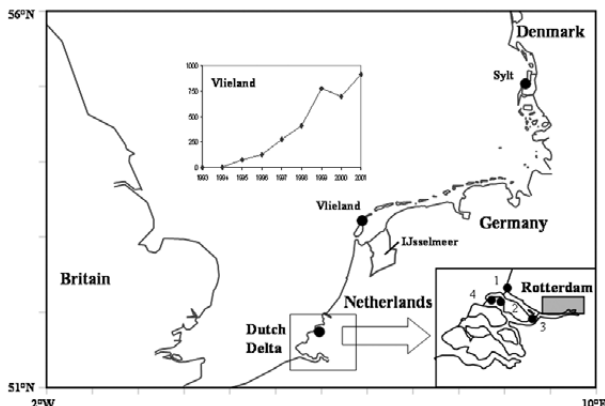 56°N
Denmark
Sylt
1000
Vlieland
750
500
250
0
1993 1994 1995 1996 1997 1998 1999 2000 2001
Vlieland
Germany
IJsselmeer
Britain
1 Rotterdam
4
2
3
Netherlands
Dutch
Delta
51°N
2°W 10°E